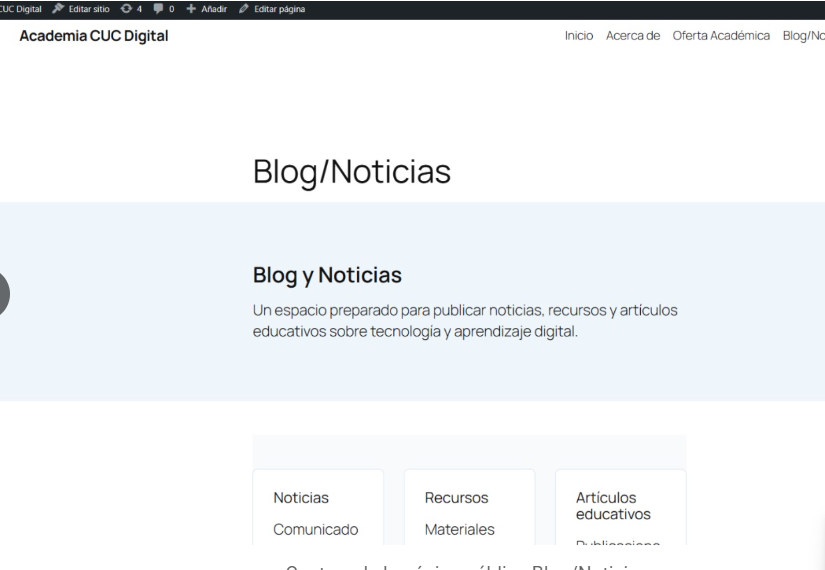 CUC Digital Editar sitio 4 0 Añadir Editar página
Academia CUC Digital
Inicio Acerca de Oferta Académica Blog/No
Blog/Noticias
Blog y Noticias
Un espacio preparado para publicar noticias, recursos y artículos
educativos sobre tecnología y aprendizaje digital.
Noticias
Comunicado
Recursos
Materiales
Artículos
educativos